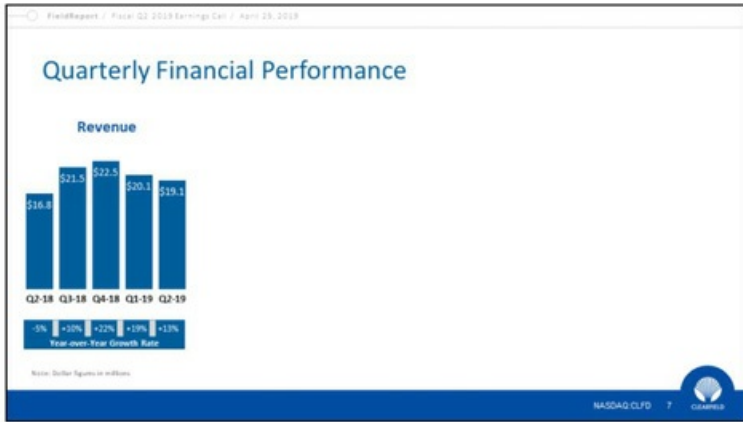 FieldReport / Fiscal Q2 2019 Earnings Call / April 25, 2019
Quarterly Financial Performance
Revenue
$16.8 $21.5 $22.5 $20.1 $19.1
Q2-18 Q3-18 Q4-18 Q1-19 Q2-19
-5% +10% +22% +19% +13%
Year-over-Year Growth Rate
Note: Dollar figures in millions
NASDAQ:CLFD 7 CLEARFIELD